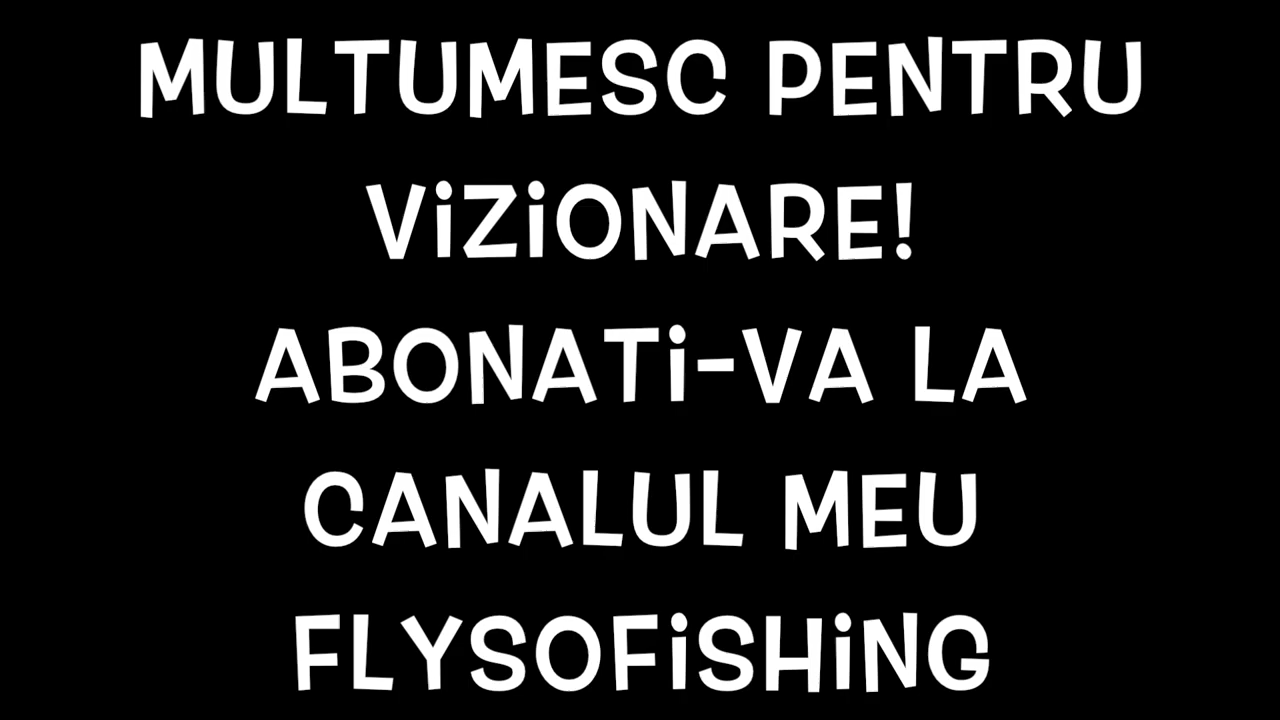 MULTUMESC PENTRU
ViZiONARE!
ABONATi-VA LA
CANALUL MEU
FLYSOFiSHiNG